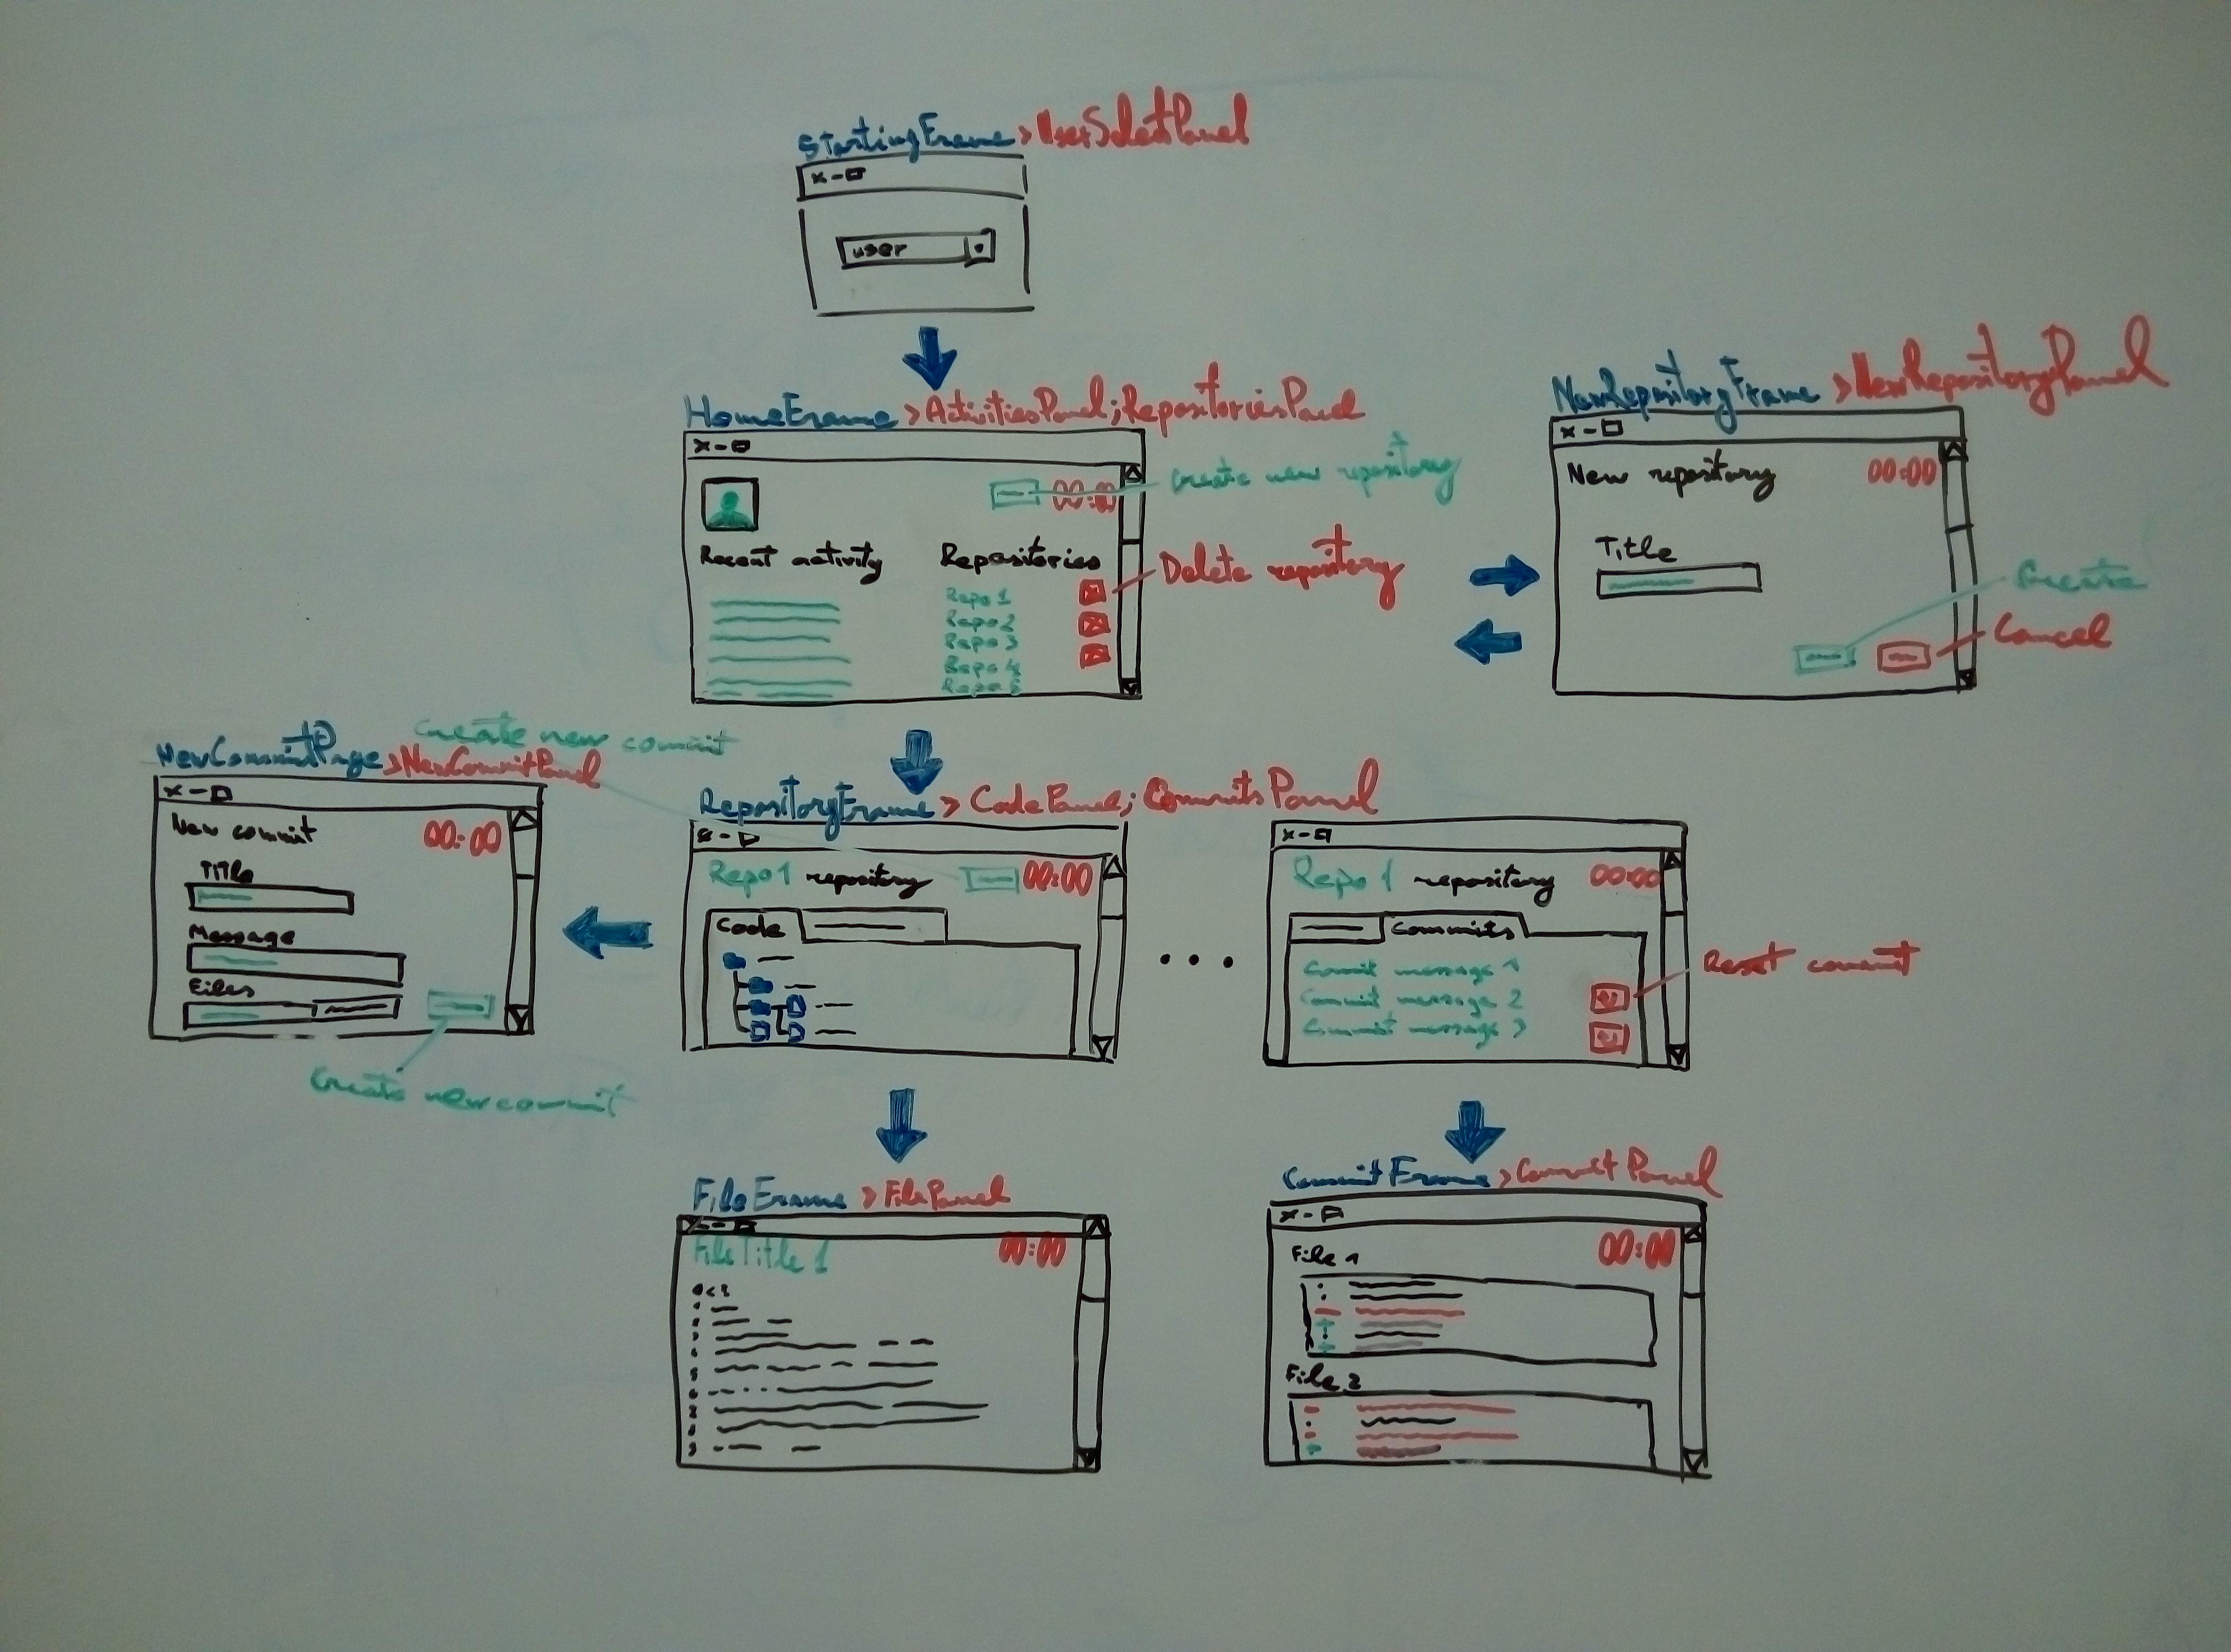 StartingFrame > UserSelectPanel
x - □
user
HomeFrame > ActivitiesPanel; RepositoriesPanel
x - □
00:00
Create new repository
Recent activity
Repositories
Delete repository
Repo 1
Repo 2
Repo 3
Repo 4
Repo 5
NewRepositoryFrame > NewRepositoryPanel
x - □
New repository
00:00
Title
Create
Cancel
Create new commit
NewCommitPage > NewCommitPanel
x - □
New commit
00:00
Title
Message
Files
Create new commit
RepositoryFrame > CodePanel; CommitsPanel
x - □
Repo 1 repository
00:00
Code
...
x - □
Repo 1 repository
00:00
Commits
Commit message 1
Commit message 2
Commit message 3
Reset commit
FileFrame > FilePanel
x - □
FileTitle 1
00:00
CommitFrame > CommitPanel
x - □
00:00
File 1
File 2